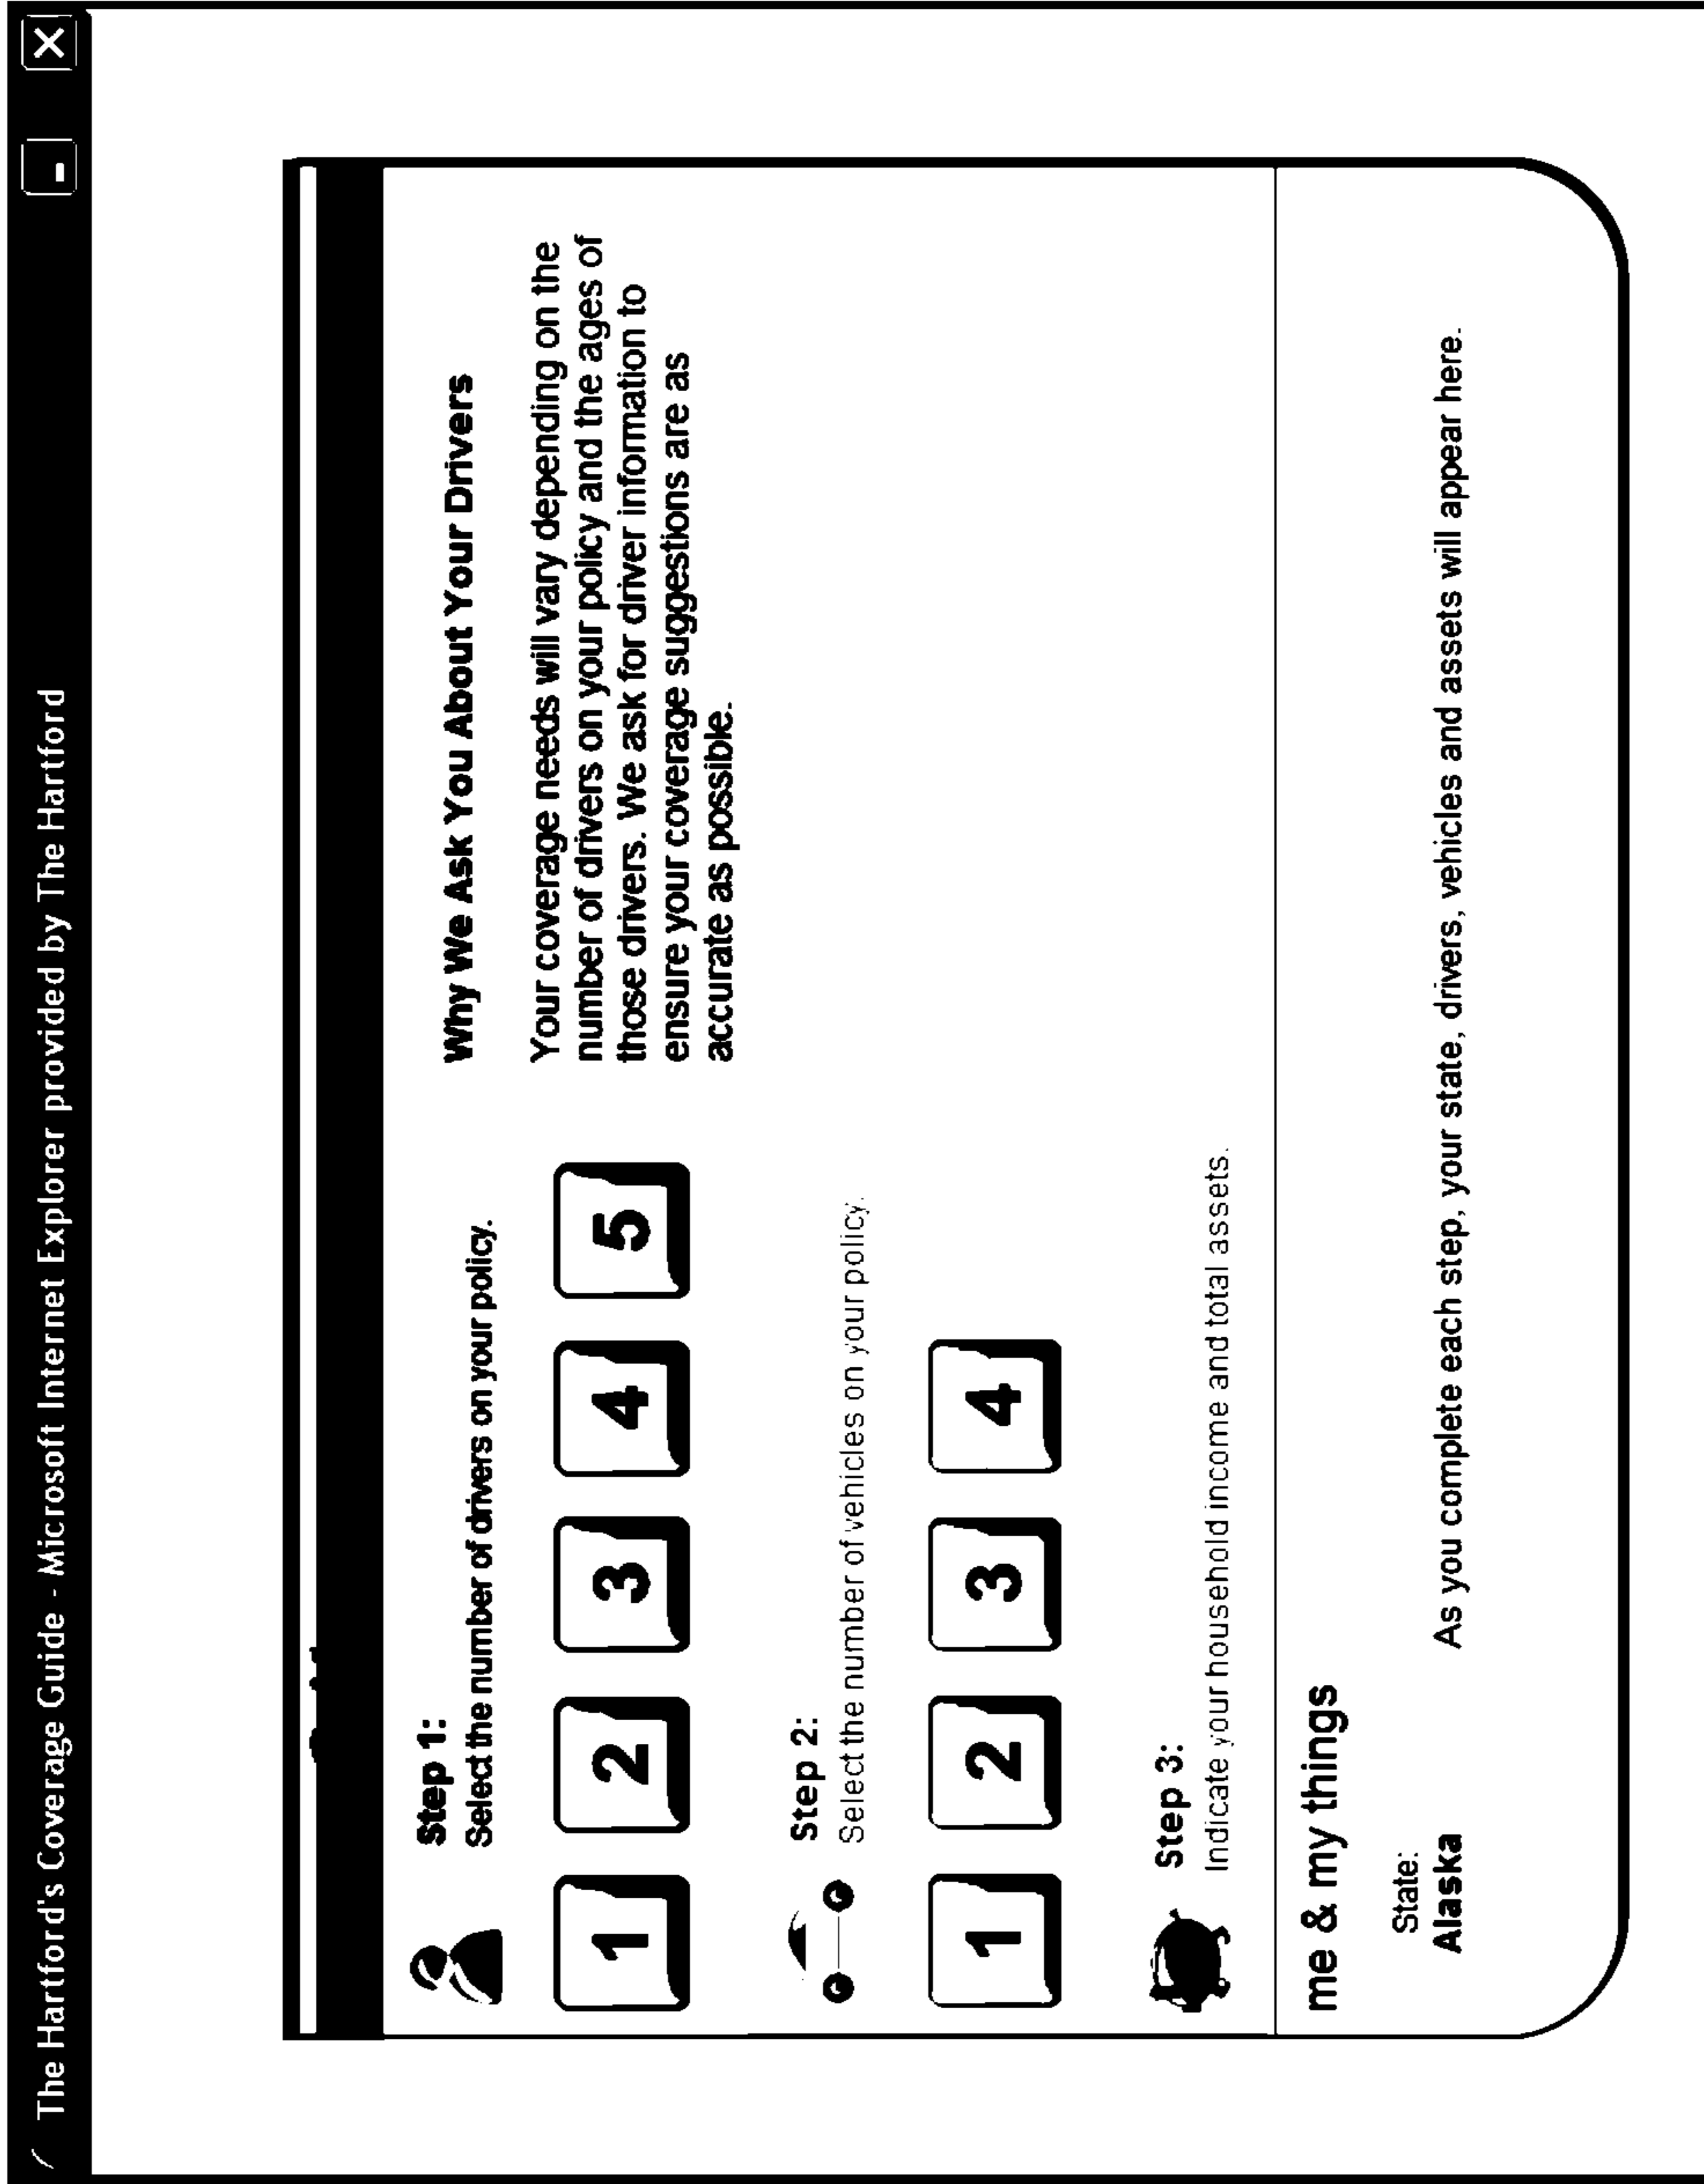 The Hartford's Coverage Guide - Microsoft Internet Explorer provided by The Hartford
Step 1:
Select the number of drivers on your policy.
1 2 3 4 5
Step 2:
Select the number of vehicles on your policy.
1 2 3 4
Step 3:
Indicate your household income and total assets.
Why We Ask You About Your Drivers
Your coverage needs will vary depending on the
number of drivers on your policy and the ages of
those drivers. We ask for driver information to
ensure your coverage suggestions are as
accurate as possible.
me & my things
State:
Alaska
As you complete each step, your state, drivers, vehicles and assets will appear here.